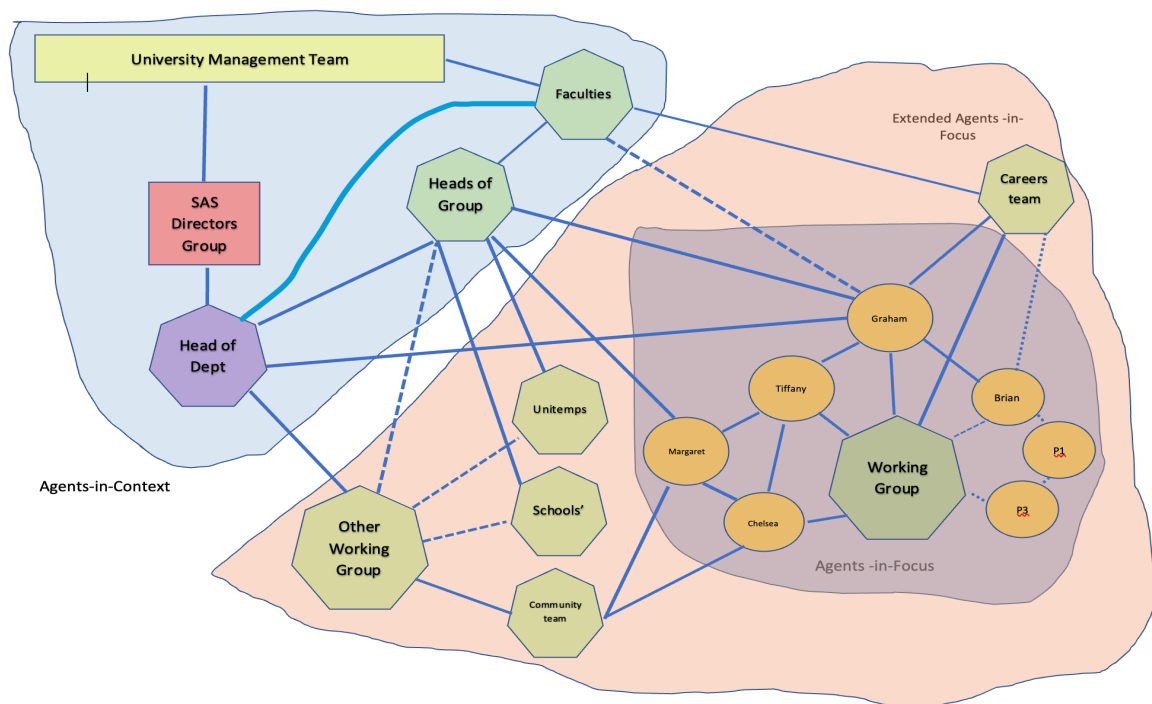 University Management Team
Faculties
Extended Agents -in-
Focus
Careers
team
Heads of
Group
SAS
Directors
Group
Graham
Head of
Dept
Tiffany
Brian
Unitemps
Margaret
P1
Working
Group
Agents-in-Context
Schools’
P3
Chelsea
Other
Working
Group
Agents -in-Focus
Community
team